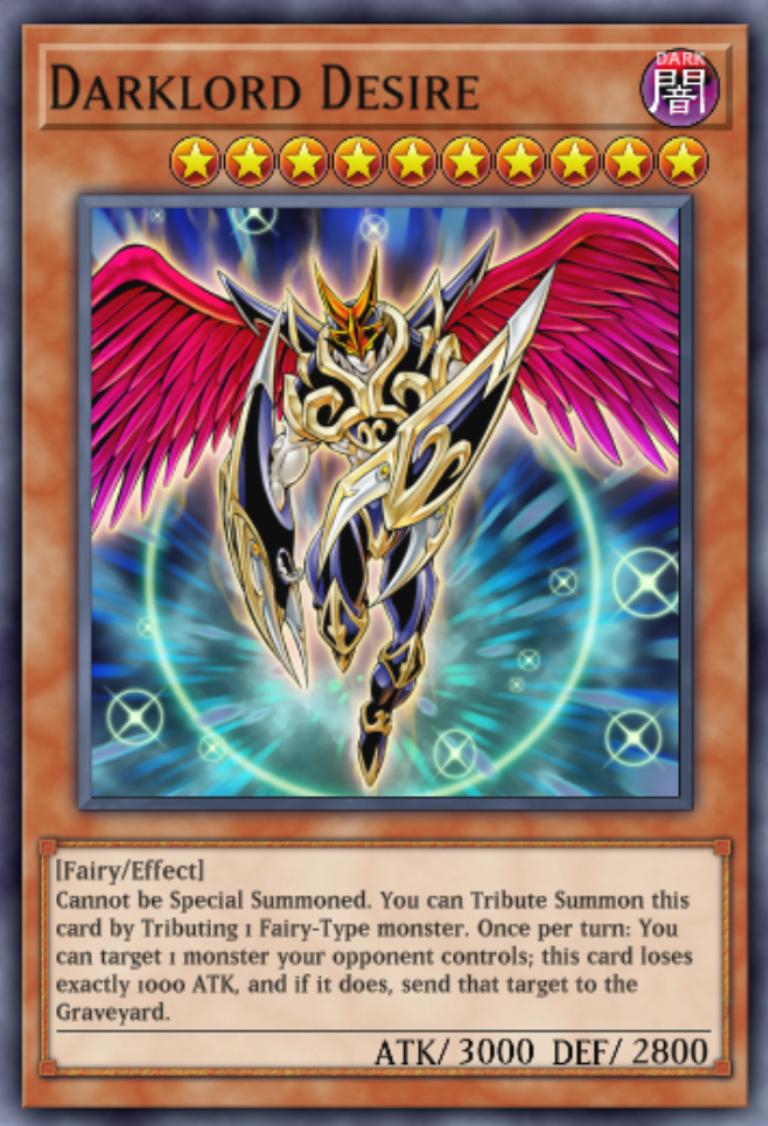 Darklord Desire
DARK
闇
[Fairy/Effect]
Cannot be Special Summoned. You can Tribute Summon this
card by Tributing 1 Fairy-Type monster. Once per turn: You
can target 1 monster your opponent controls; this card loses
exactly 1000 ATK, and if it does, send that target to the
Graveyard.
ATK/ 3000 DEF/ 2800